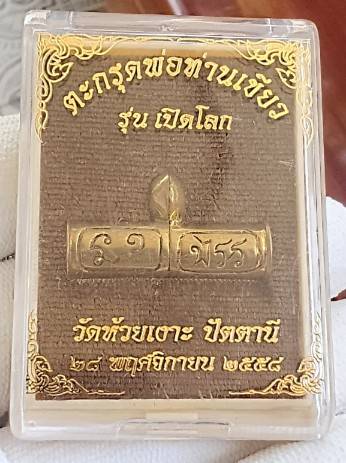 ตะกรุดพ่อท่านเขียว
รุ่น เปิดโลก
วัดห้วยเงาะ ปัตตานี
๒๘ พฤศจิกายน ๒๕๕๘